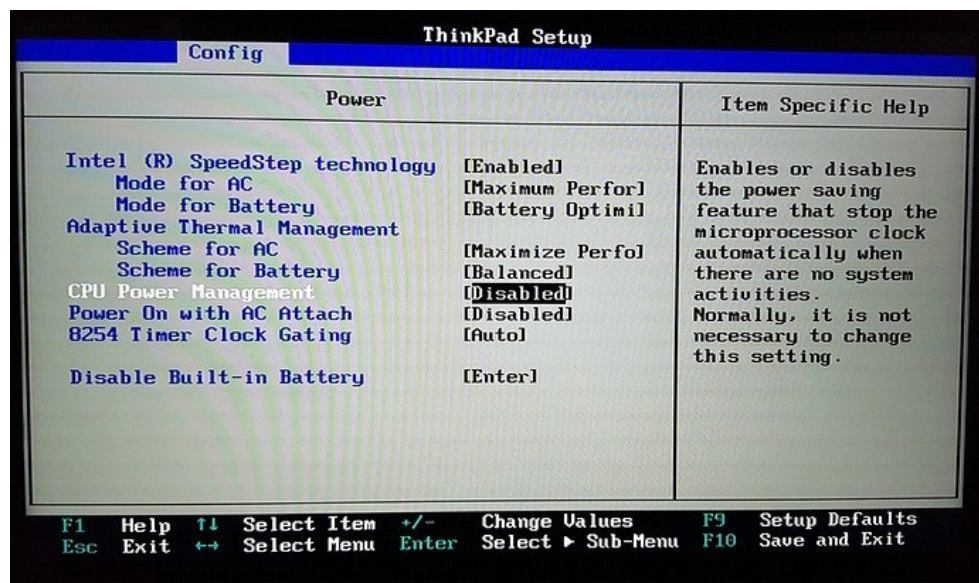 ThinkPad Setup
Config
Power
Item Specific Help
Intel (R) SpeedStep technology [Enabled]
Mode for AC [Maximum Perfor]
Mode for Battery [Battery Optimi]
Adaptive Thermal Management
Scheme for AC [Maximize Perfo]
Scheme for Battery [Balanced]
CPU Power Management [Disabled]
Power On with AC Attach [Disabled]
8254 Timer Clock Gating [Auto]
Disable Built-in Battery [Enter]
Enables or disables
the power saving
feature that stop the
microprocessor clock
automatically when
there are no system
activities.
Normally, it is not
necessary to change
this setting.
F1 Help ↑↓ Select Item +/- Change Values F9 Setup Defaults
Esc Exit ←→ Select Menu Enter Select ▶ Sub-Menu F10 Save and Exit